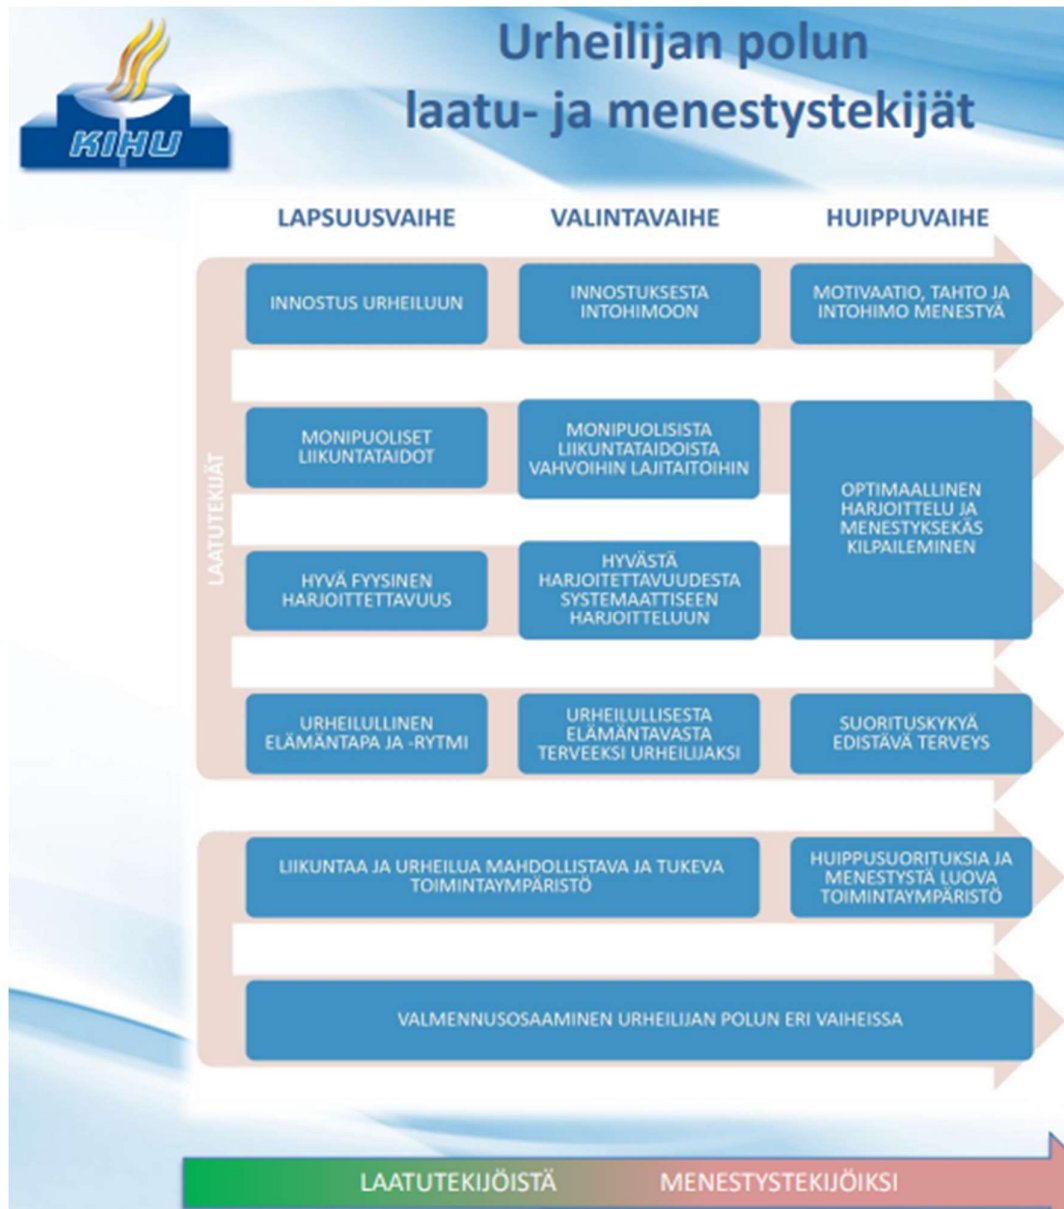 Urheilijan polun
laatu- ja menestystekijät
KIHU
LAPSUUSVAIHE
VALINTAVAIHE
HUIPPUVAIHE
LAATUTEKIJÄT
INNOSTUS URHEILUUN
INNOSTUKSESTA
INTOHIMOON
MOTIVAATIO, TAHTO JA
INTOHIMO MENESTYÄ
MONIPUOLISET
LIIKUNTATAIDOT
MONIPUOLISISTA
LIIKUNTATAIDOISTA
VAHVOIHIN LAJITAITOIHIN
OPTIMAALLINEN
HARJOITTELU JA
MENESTYKSEKÄS
KILPAILEMINEN
HYVÄ FYYSINEN
HARJOITTETTAVUUS
HYVÄSTÄ
HARJOITETTAVUUDESTA
SYSTEMAATTISEEN
HARJOITTELUUN
URHEILULLINEN
ELÄMÄNTAPA JA -RYTMI
URHEILULLISESTA
ELÄMÄNTAVASTA
TERVEEKSI URHEILIJAKSI
SUORITUSKYKYÄ
EDISTÄVÄ TERVEYS
LIIKUNTAA JA URHEILUA MAHDOLLISTAVA JA TUKEVA
TOIMINTAYMPÄRISTÖ
HUIPPUSUORITUKSIA JA
MENESTYSTÄ LUOVA
TOIMINTAYMPÄRISTÖ
VALMENNUSOSAAMINEN URHEILIJAN POLUN ERI VAIHEISSA
LAATUTEKIJÖISTÄ
MENESTYSTEKIJÖIKSI